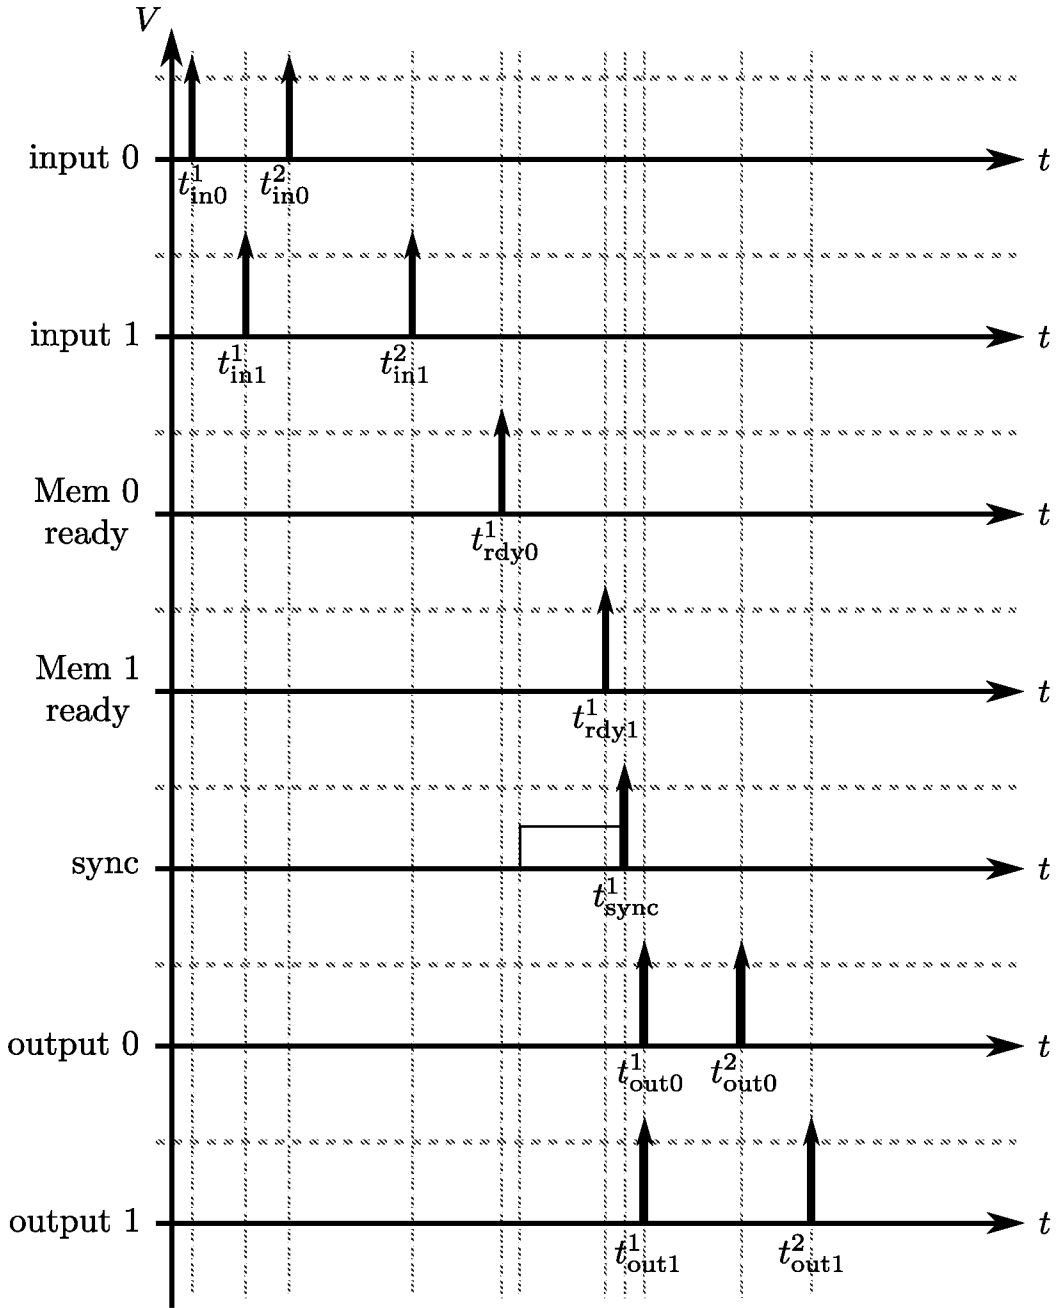 V
input 0
t
t¹in0
t²in0
input 1
t
t¹in1
t²in1
Mem 0
ready
t
t¹rdy0
Mem 1
ready
t
t¹rdy1
sync
t
t¹sync
output 0
t
t¹out0
t²out0
output 1
t
t¹out1
t²out1